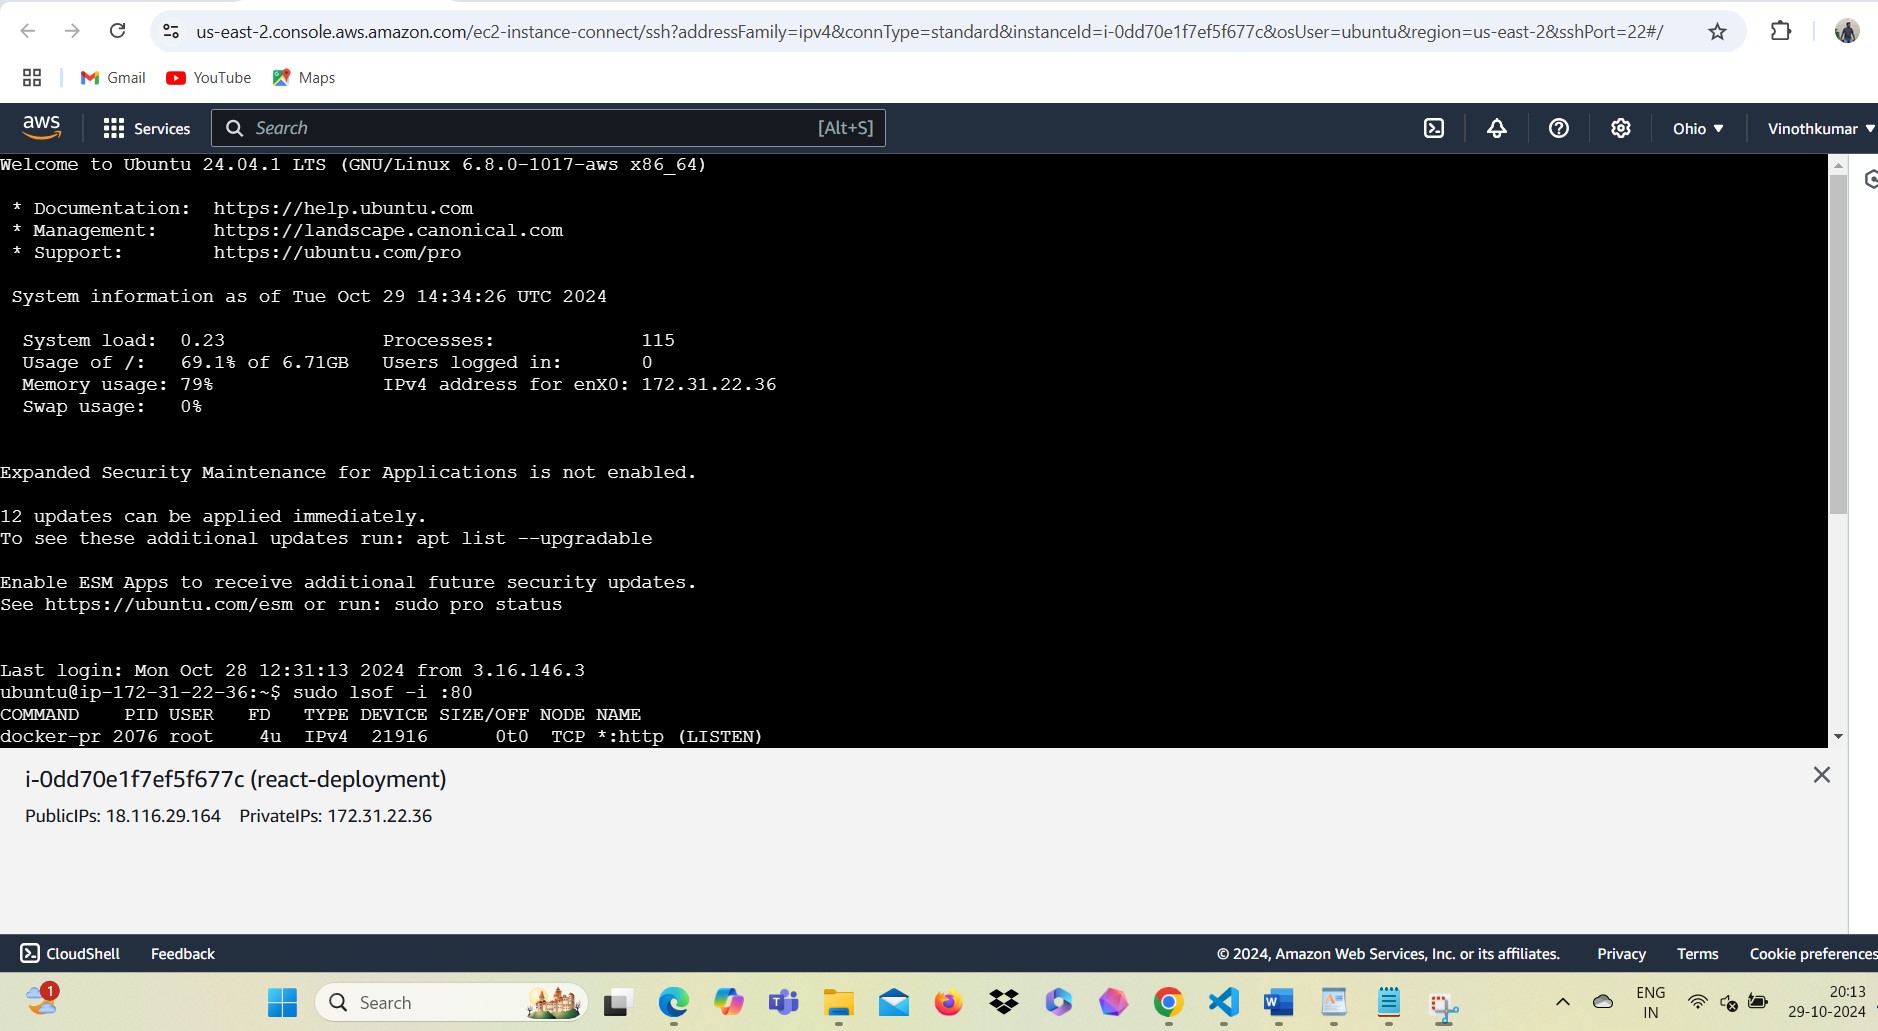 us-east-2.console.aws.amazon.com/ec2-instance-connect/ssh?addressFamily=ipv4&connType=standard&instanceId=i-0dd70e1f7ef5f677c&osUser=ubuntu&region=us-east-2&sshPort=22#/
Gmail YouTube Maps
aws Services Search [Alt+S] Ohio Vinothkumar
Welcome to Ubuntu 24.04.1 LTS (GNU/Linux 6.8.0-1017-aws x86_64)
* Documentation: https://help.ubuntu.com
* Management: https://landscape.canonical.com
* Support: https://ubuntu.com/pro
System information as of Tue Oct 29 14:34:26 UTC 2024
System load: 0.23 Processes: 115
Usage of /: 69.1% of 6.71GB Users logged in: 0
Memory usage: 79% IPv4 address for enX0: 172.31.22.36
Swap usage: 0%
Expanded Security Maintenance for Applications is not enabled.
12 updates can be applied immediately.
To see these additional updates run: apt list --upgradable
Enable ESM Apps to receive additional future security updates.
See https://ubuntu.com/esm or run: sudo pro status
Last login: Mon Oct 28 12:31:13 2024 from 3.16.146.3
ubuntu@ip-172-31-22-36:~$ sudo lsof -i :80
COMMAND PID USER FD TYPE DEVICE SIZE/OFF NODE NAME
docker-pr 2076 root 4u IPv4 21916 0t0 TCP *:http (LISTEN)
i-0dd70e1f7ef5f677c (react-deployment)
PublicIPs: 18.116.29.164 PrivateIPs: 172.31.22.36
CloudShell Feedback © 2024, Amazon Web Services, Inc. or its affiliates. Privacy Terms Cookie preferences
1 Search ENG 20:13
IN 29-10-2024